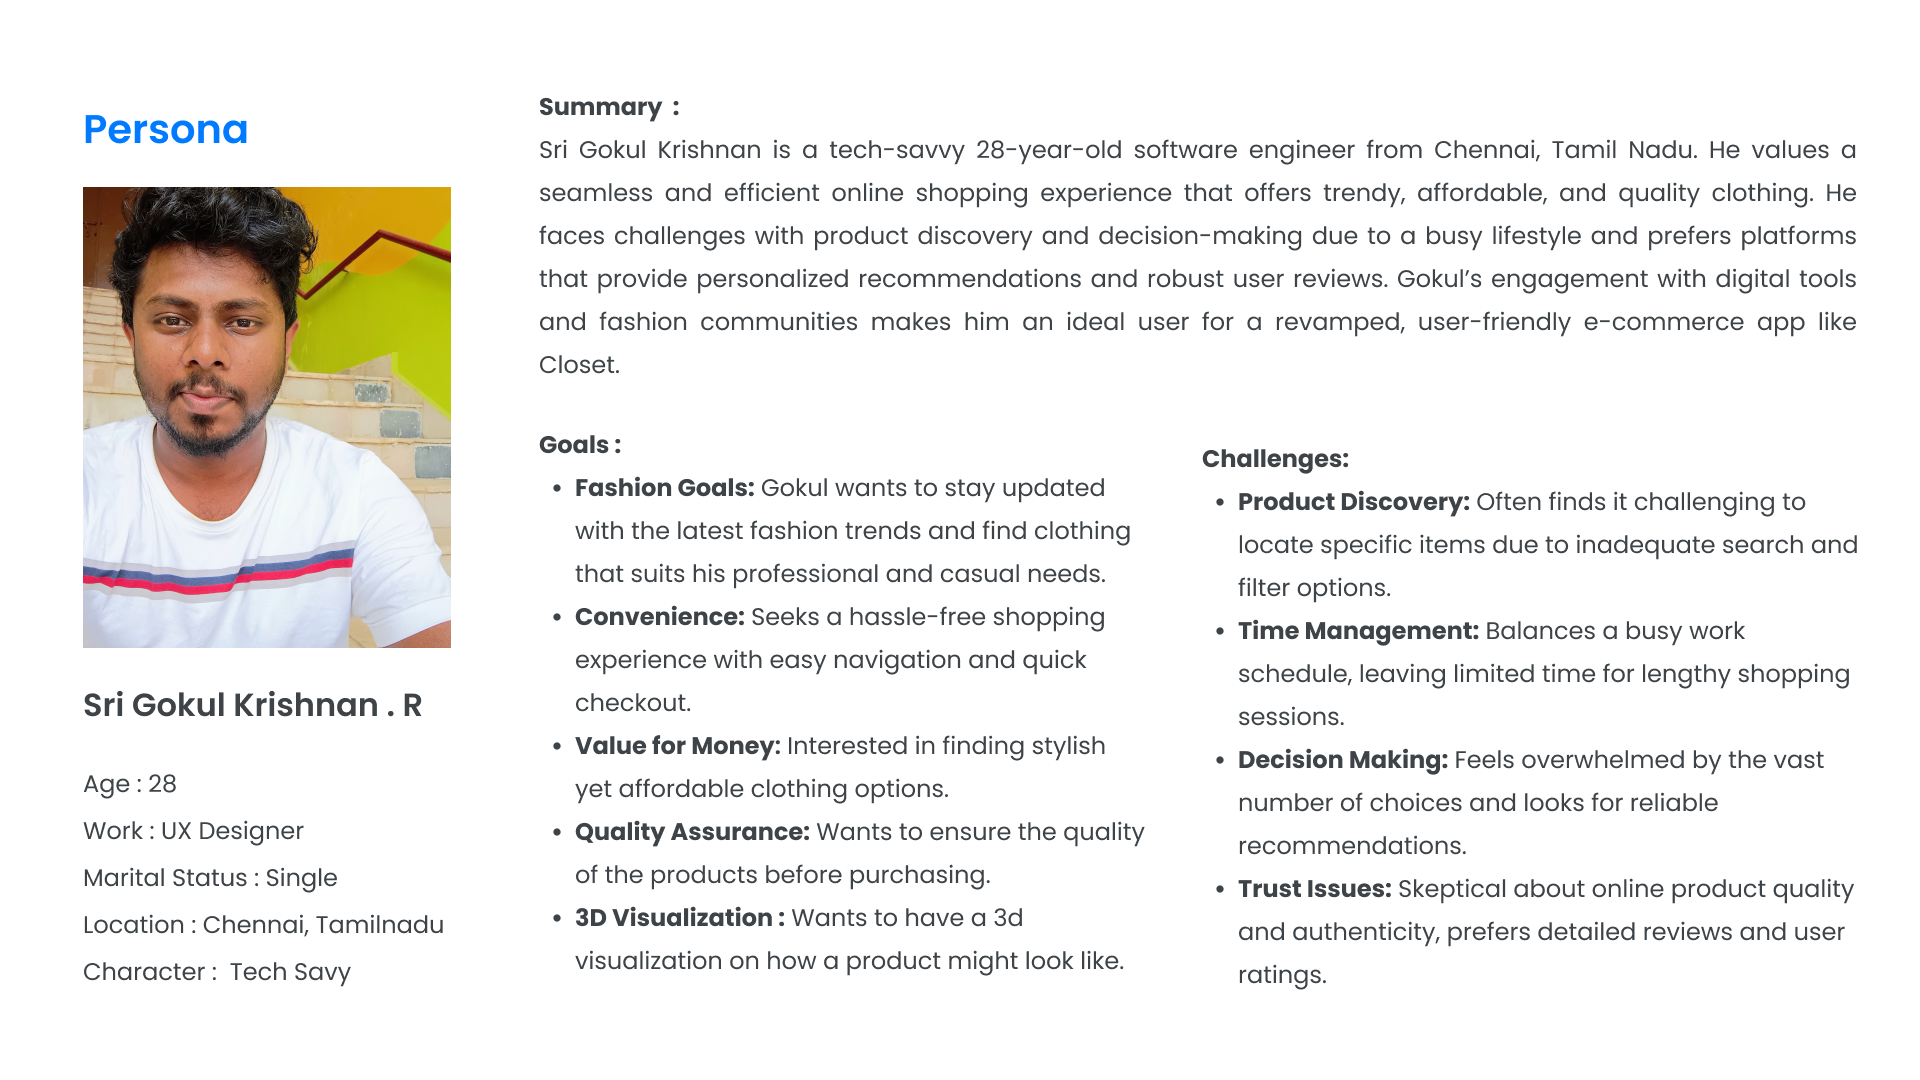 Persona
Sri Gokul Krishnan . R
Age : 28
Work : UX Designer
Marital Status : Single
Location : Chennai, Tamilnadu
Character :  Tech Savy
Summary  :
Sri Gokul Krishnan is a tech-savvy 28-year-old software engineer from Chennai, Tamil Nadu. He values a
seamless and efficient online shopping experience that offers trendy, affordable, and quality clothing. He
faces challenges with product discovery and decision-making due to a busy lifestyle and prefers platforms
that provide personalized recommendations and robust user reviews. Gokul’s engagement with digital tools
and fashion communities makes him an ideal user for a revamped, user-friendly e-commerce app like
Closet.
Goals :
• Fashion Goals: Gokul wants to stay updated
with the latest fashion trends and find clothing
that suits his professional and casual needs.
• Convenience: Seeks a hassle-free shopping
experience with easy navigation and quick
checkout.
• Value for Money: Interested in finding stylish
yet affordable clothing options.
• Quality Assurance: Wants to ensure the quality
of the products before purchasing.
• 3D Visualization : Wants to have a 3d
visualization on how a product might look like.
Challenges:
• Product Discovery: Often finds it challenging to
locate specific items due to inadequate search and
filter options.
• Time Management: Balances a busy work
schedule, leaving limited time for lengthy shopping
sessions.
• Decision Making: Feels overwhelmed by the vast
number of choices and looks for reliable
recommendations.
• Trust Issues: Skeptical about online product quality
and authenticity, prefers detailed reviews and user
ratings.